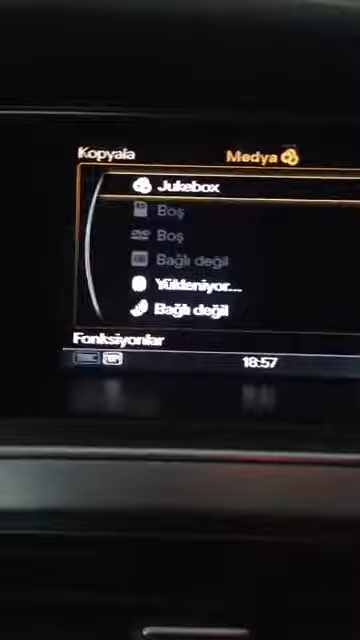 Kopyala Medya
Jukebox
Boş
Boş
Bağlı değil
Yükleniyor...
Bağlı değil
Fonksiyonlar
18:57